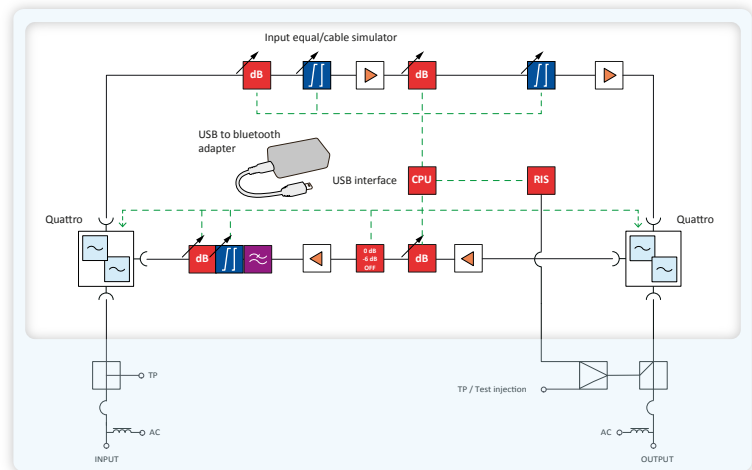 Input equal/cable simulator
dB
dB
USB to bluetooth
adapter
USB interface
CPU
RIS
Quattro
Quattro
dB
0 dB
-6 dB
OFF
dB
TP
TP / Test injection
AC
AC
INPUT
OUTPUT